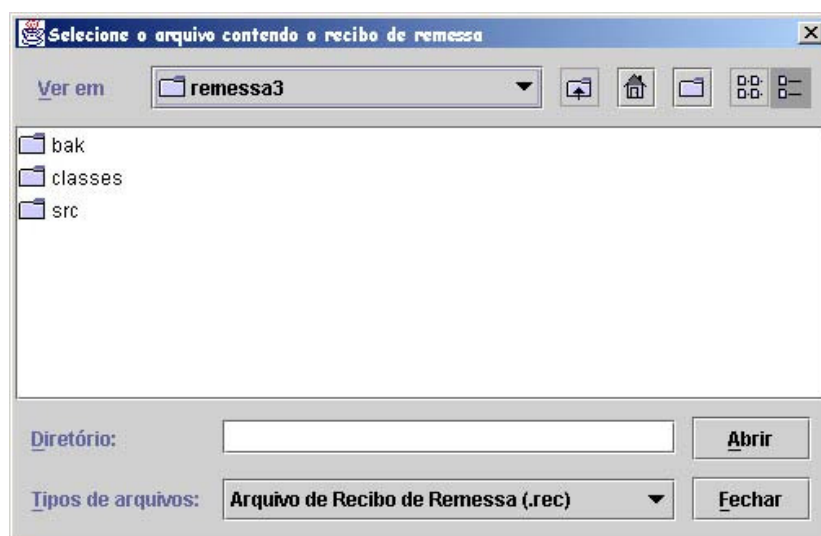 Selecione o arquivo contendo o recibo de remessa
Ver em remessa3
bak
classes
src
Diretório: Abrir
Tipos de arquivos: Arquivo de Recibo de Remessa (.rec) Fechar